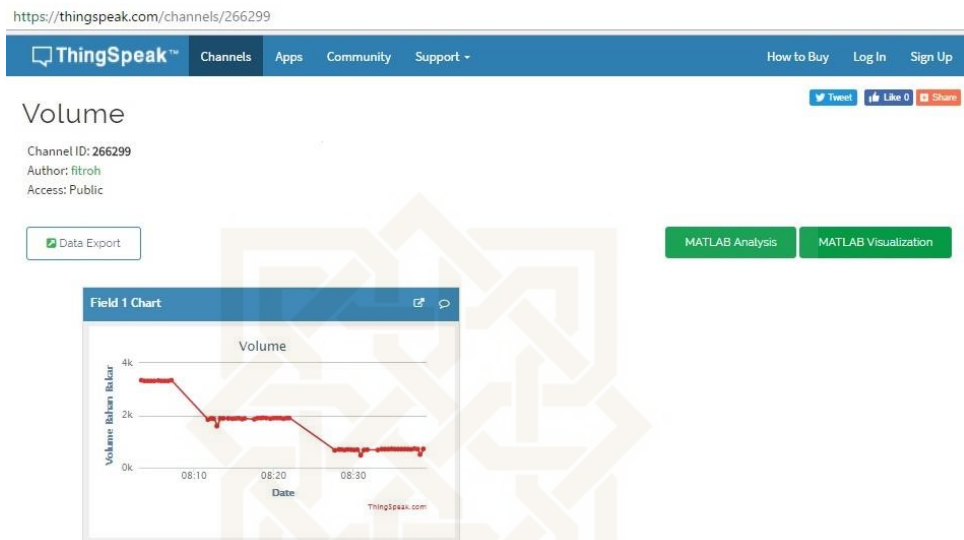 https://thingspeak.com/channels/266299
ThingSpeak™ Channels Apps Community Support How to Buy Log In Sign Up
Tweet Like 0 Share
Volume
Channel ID: 266299
Author: fitroh
Access: Public
Data Export MATLAB Analysis MATLAB Visualization
Field 1 Chart
Volume
Volume Bahan Bakar
4k
2k
0k
08:10 08:20 08:30
Date
ThingSpeak.com